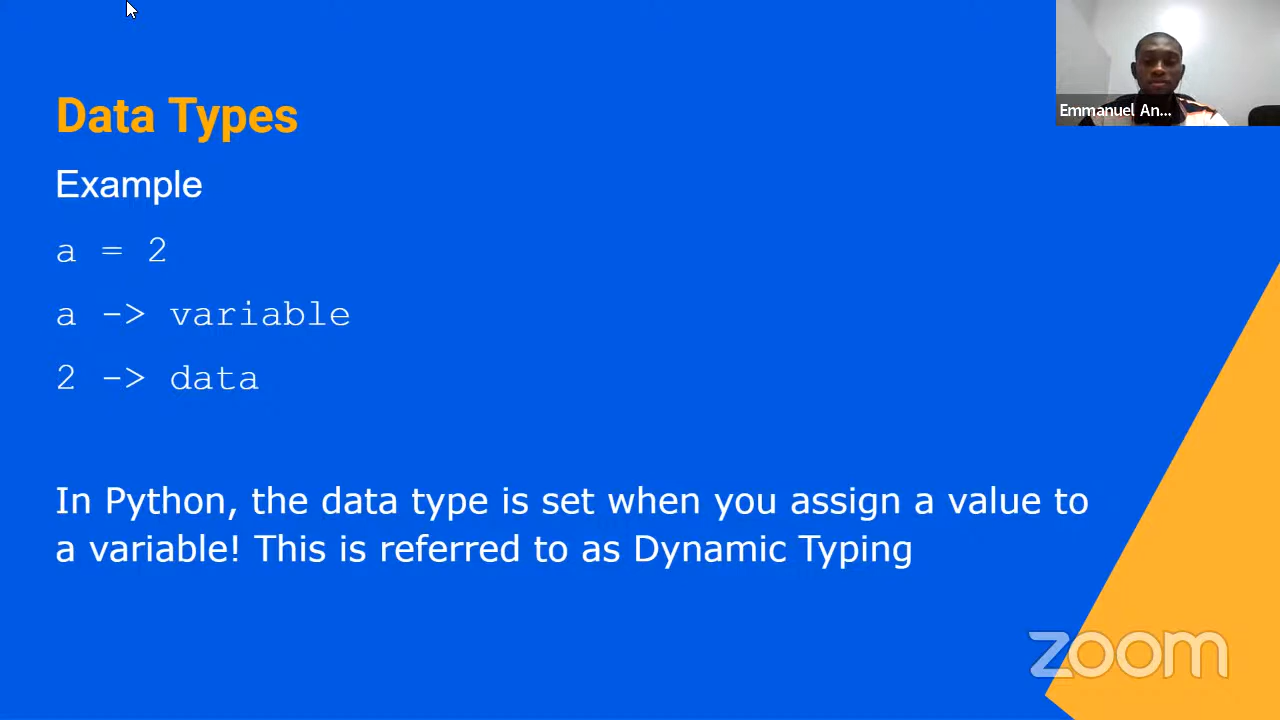 Data Types
Example
a = 2
a -> variable
2 -> data
In Python, the data type is set when you assign a value to
a variable! This is referred to as Dynamic Typing
Emmanuel An...
zoom